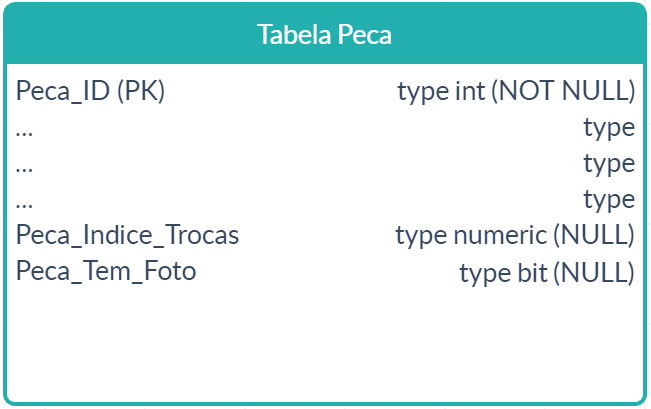 Tabela Peca
Peca_ID (PK) type int (NOT NULL)
... type
... type
... type
Peca_Indice_Trocas type numeric (NULL)
Peca_Tem_Foto type bit (NULL)